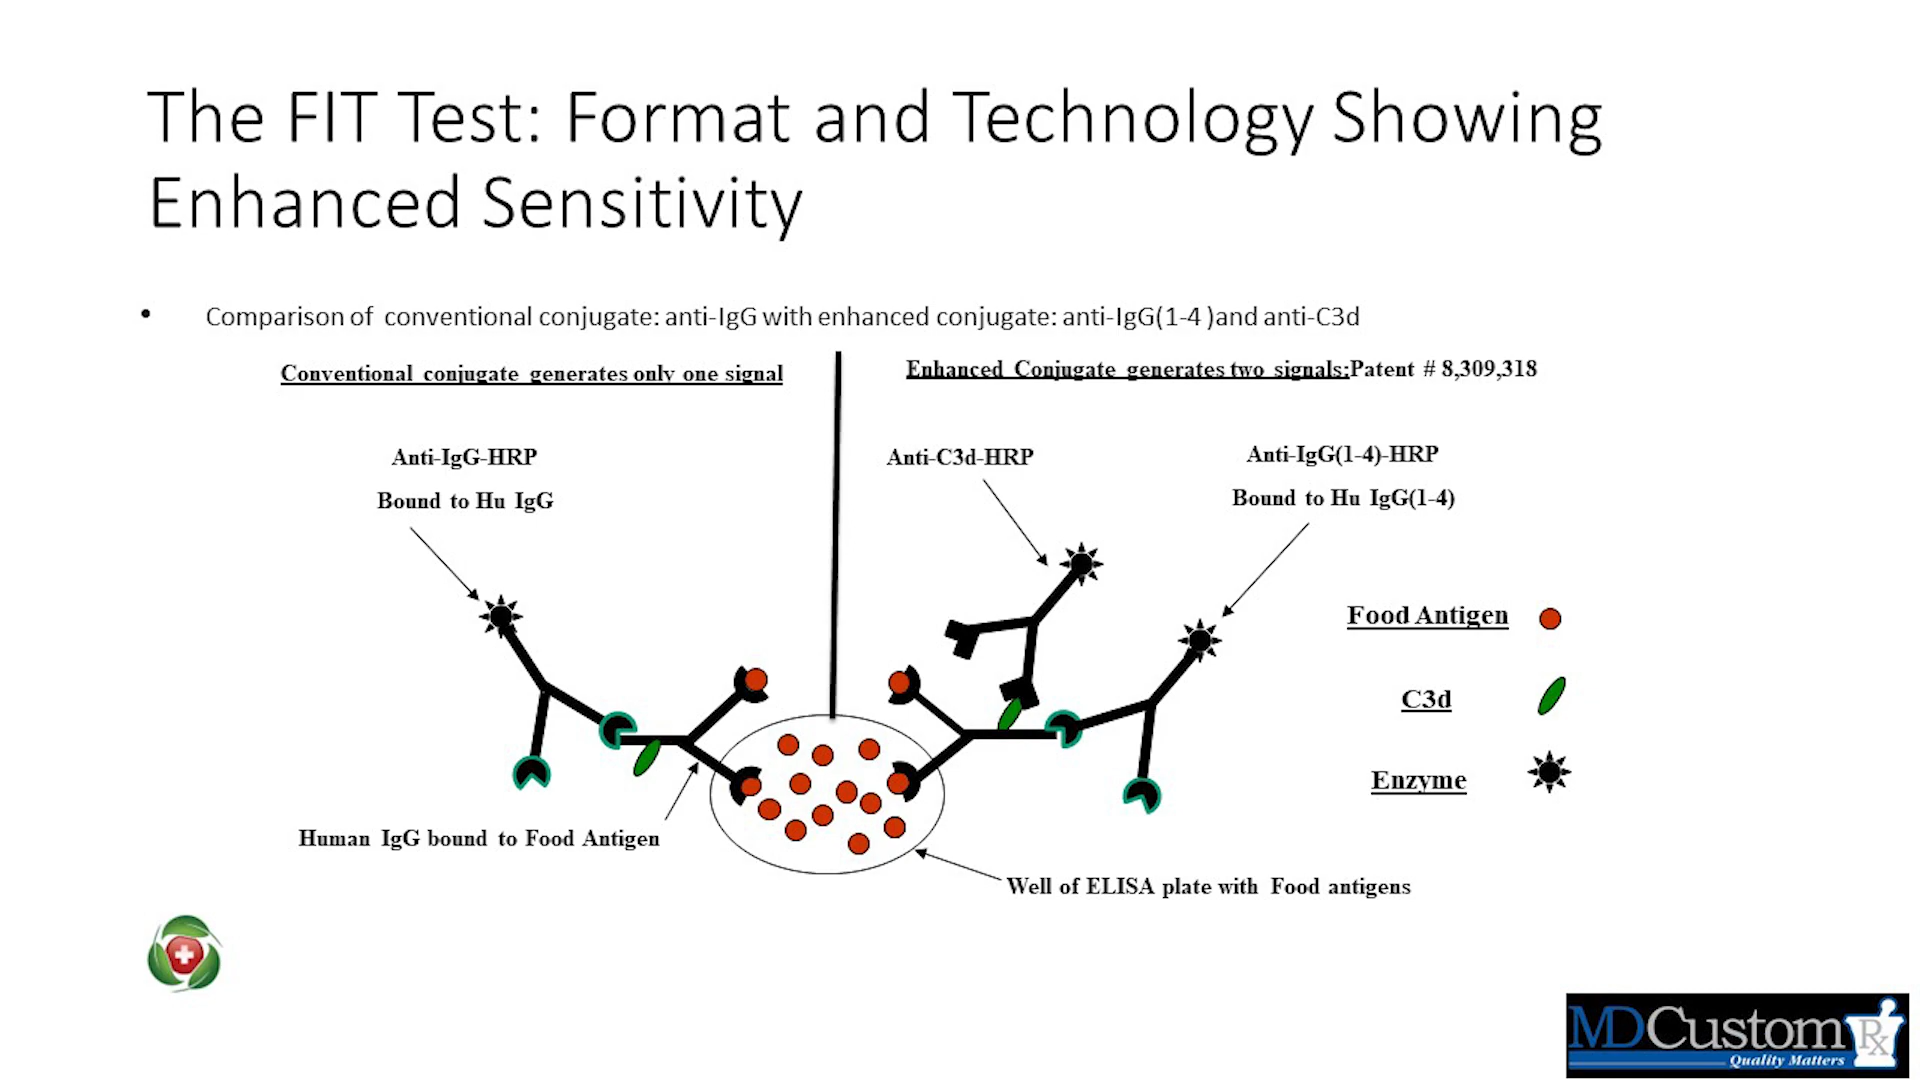 The FIT Test: Format and Technology Showing
Enhanced Sensitivity
• Comparison of conventional conjugate: anti-IgG with enhanced conjugate: anti-IgG(1-4 )and anti-C3d
Conventional conjugate generates only one signal
Enhanced Conjugate generates two signals:Patent # 8,309,318
Anti-IgG-HRP
Bound to Hu IgG
Anti-C3d-HRP
Anti-IgG(1-4)-HRP
Bound to Hu IgG(1-4)
Food Antigen
C3d
Enzyme
Human IgG bound to Food Antigen
Well of ELISA plate with Food antigens
MDCustom Rx
Quality Matters